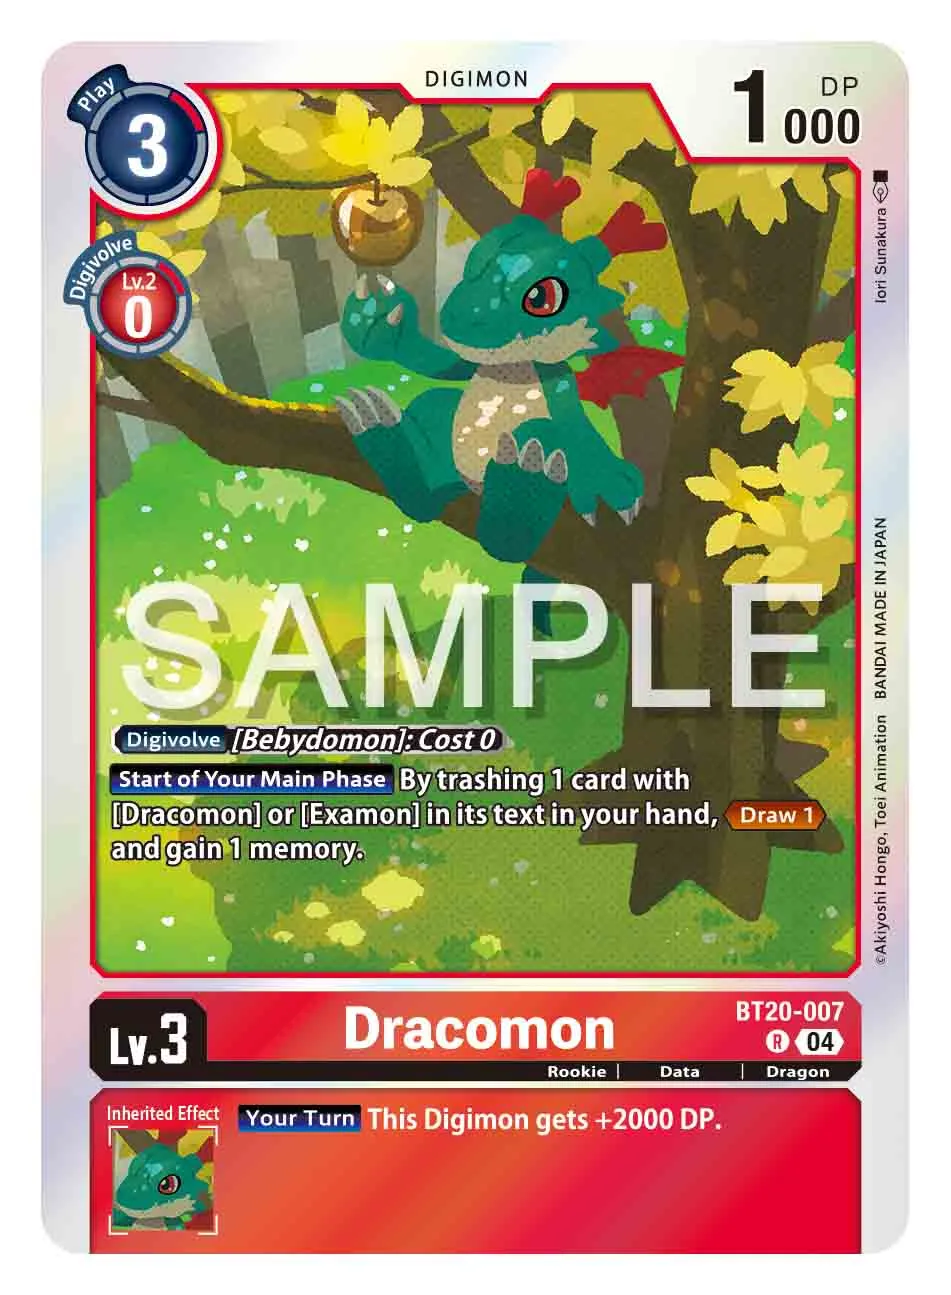 DIGIMON
Play
3
1000
DP
Digivolve
Lv.2
0
Iori Sunakura
SAMPLE
Digivolve [Bebydomon]: Cost 0
Start of Your Main Phase By trashing 1 card with
[Dracomon] or [Examon] in its text in your hand, Draw 1
and gain 1 memory.
©Akiyoshi Hongo, Toei Animation BANDAI MADE IN JAPAN
Lv.3
Dracomon
BT20-007
R 04
Rookie | Data | Dragon
Inherited Effect
Your Turn This Digimon gets +2000 DP.